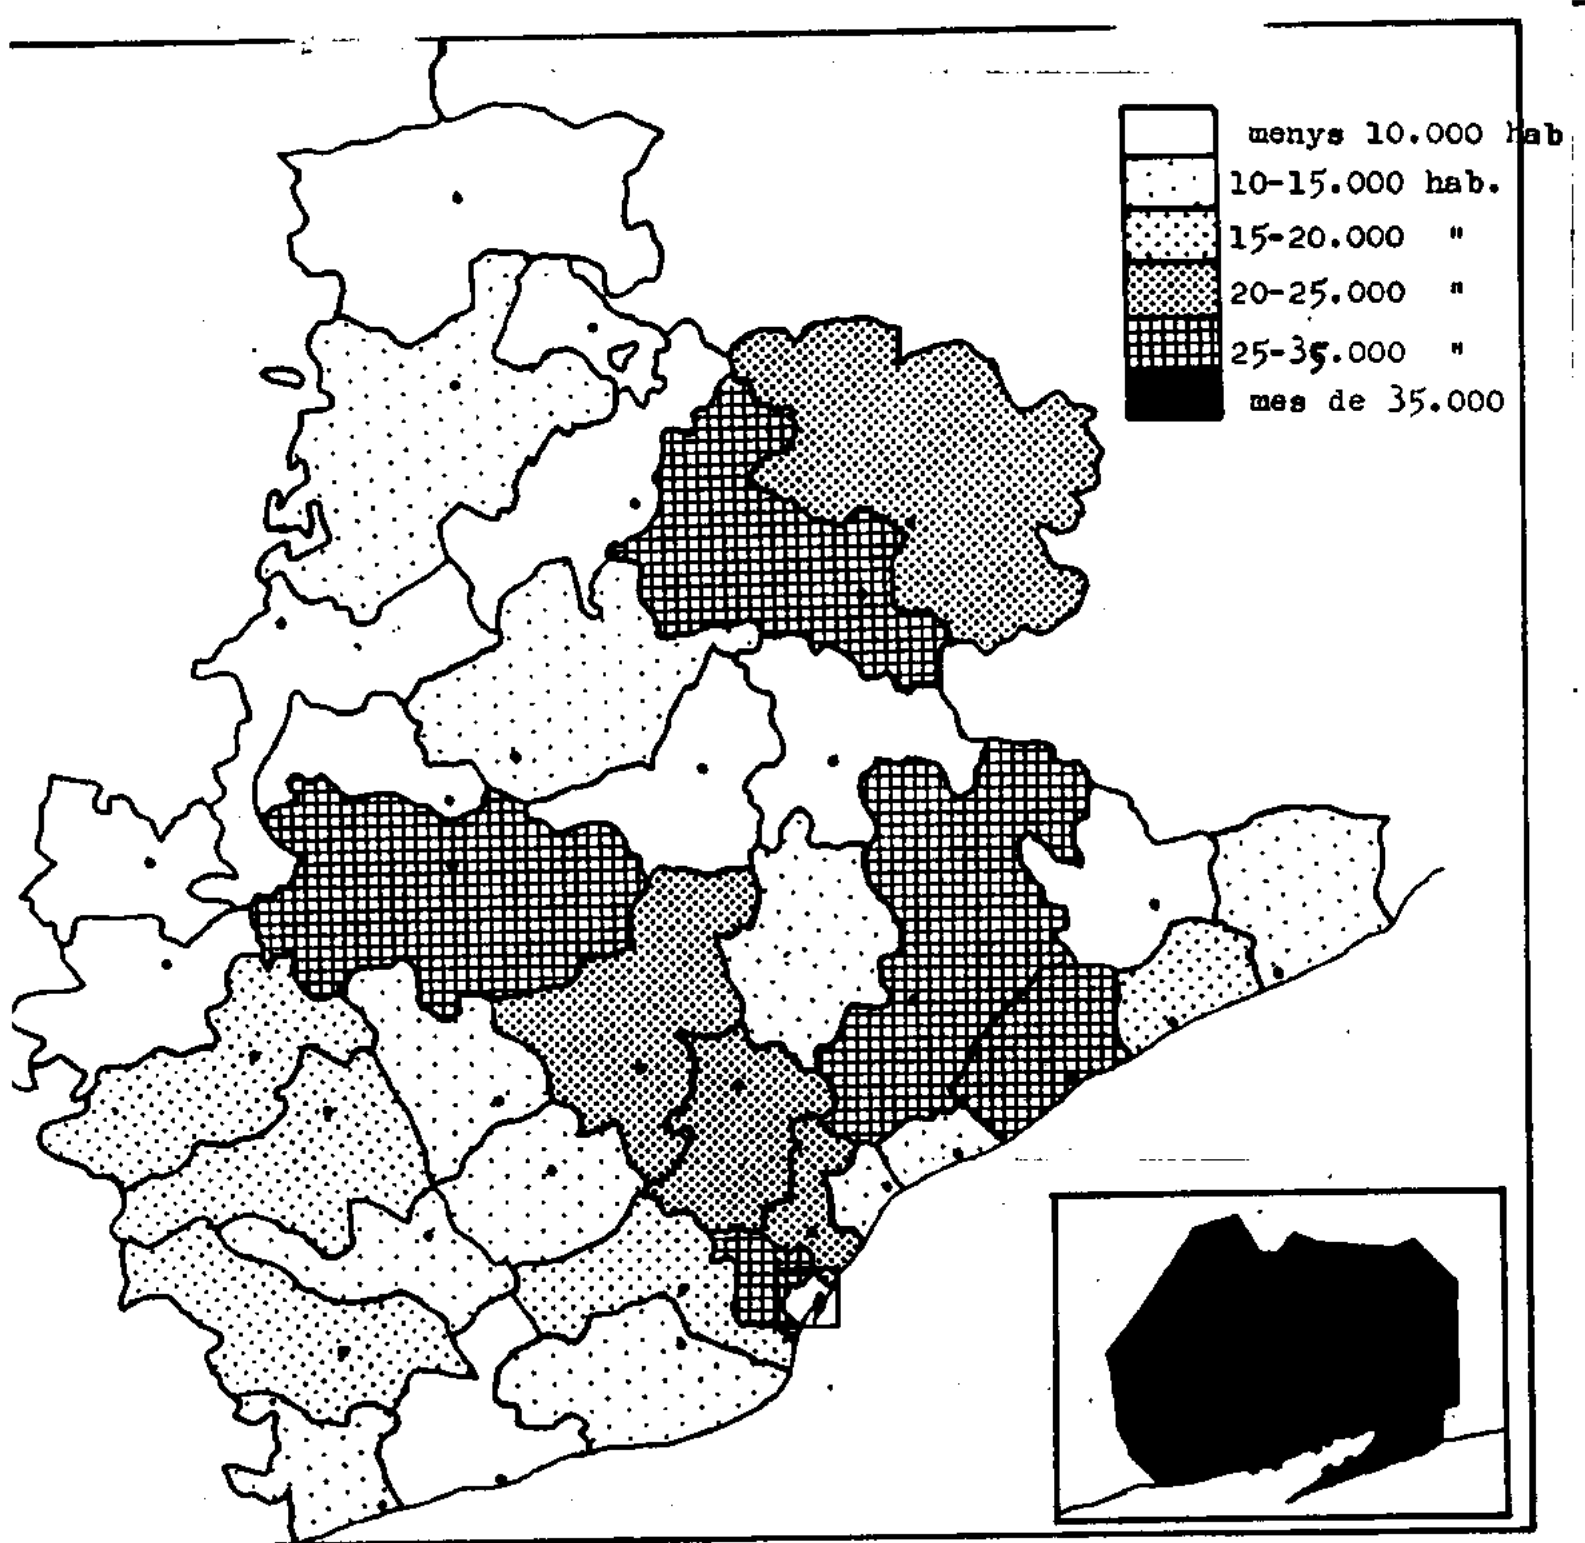 menys 10.000 hab
10-15.000 hab.
15-20.000 "
20-25.000 "
25-35.000 "
mes de 35.000